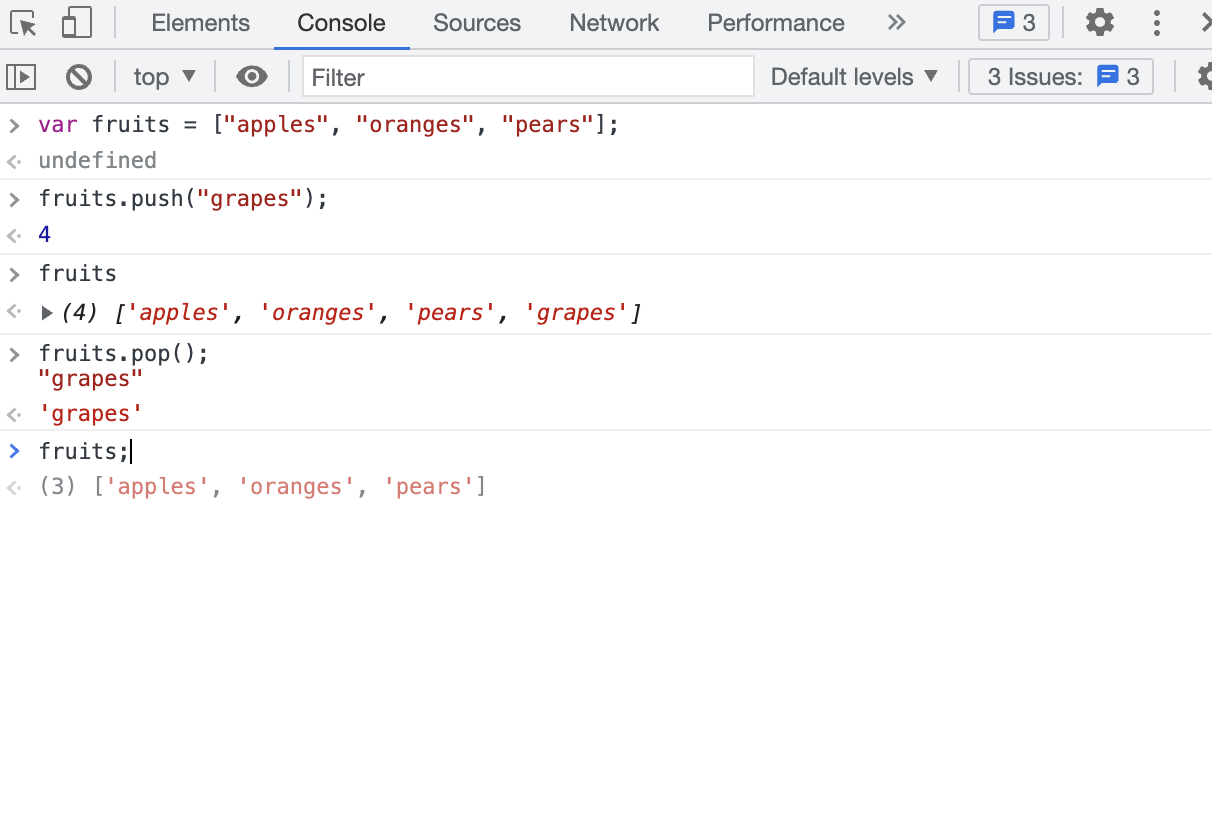 Elements Console Sources Network Performance » 3
top ▼ Filter Default levels ▼ 3 Issues: 3
> var fruits = ["apples", "oranges", "pears"];
undefined
> fruits.push("grapes");
4
> fruits
▶ (4) ['apples', 'oranges', 'pears', 'grapes']
> fruits.pop();
"grapes"
'grapes'
> fruits;
(3) ['apples', 'oranges', 'pears']